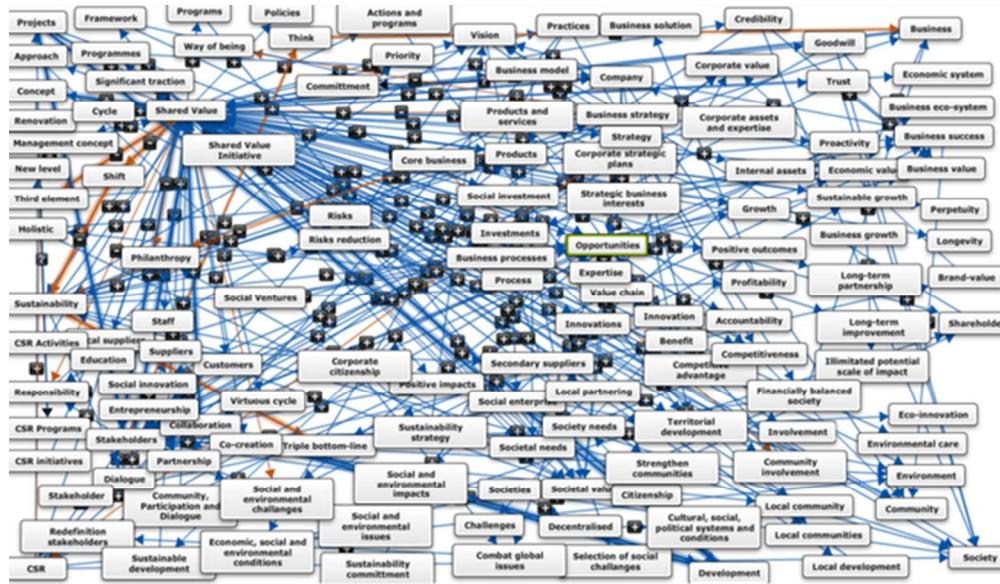 Projects
Framework
Programs
Policies
Actions and
programs
Think
Vision
Practices
Business solution
Credibility
Business
Goodwill
Approach
Programmes
Way of being
Priority
Significant traction
Committment
Business model
Company
Corporate value
Trust
Economic system
Concept
Cycle
Shared Value
Products and
services
Business strategy
Corporate assets
and expertise
Business eco-system
Renovation
Management concept
Shared Value
Initiative
Strategy
Business success
Proactivity
Core business
Products
Corporate strategic
plans
New level
Shift
Internal assets
Economic valu
Business value
Third element
Social investment
Strategic business
interests
Sustainable growth
Growth
Perpetuity
Holistic
Risks
Risks reduction
Investments
Opportunities
Positive outcomes
Business growth
Longevity
Philanthropy
Business processes
Expertise
Process
Value chain
Profitability
Long-term
partnership
Brand-value
Sustainability
Social Ventures
Staff
Innovations
Innovation
Accountability
Long-term
improvement
Sharehold
CSR Activities
cal suppliers
Suppliers
Benefit
Education
Customers
Corporate
citizenship
Secondary suppliers
Competitive
advantage
Competitiveness
Illimitated potential
scale of impact
Responsibility
Social innovation
Positive impacts
Local partnering
Financially balanced
society
Entrepreneurship
Virtuous cycle
Social enterpris
Eco-innovation
CSR Programs
Collaboration
Stakeholders
Co-creation
Triple bottom-line
Sustainability
strategy
Society needs
Societal needs
Territorial
development
Involvement
Environmental care
CSR initiatives
Partnership
Strengthen
communities
Community
involvement
Dialogue
Social and
environmental
impacts
Environment
Stakeholder
Community,
Participation and
Dialogue
Social and
environmental
challenges
Societies
Societal valu
Citizenship
Local community
Community
Redefinition
stakeholders
Social and
environmental
issues
Challenges
Decentralised
Cultural, social,
political systems and
conditions
Local communities
Economic, social and
environmental
conditions
Society
CSR
Sustainable
development
Sustainability
committment
Combat global
issues
Selection of social
challenges
Development
Local development